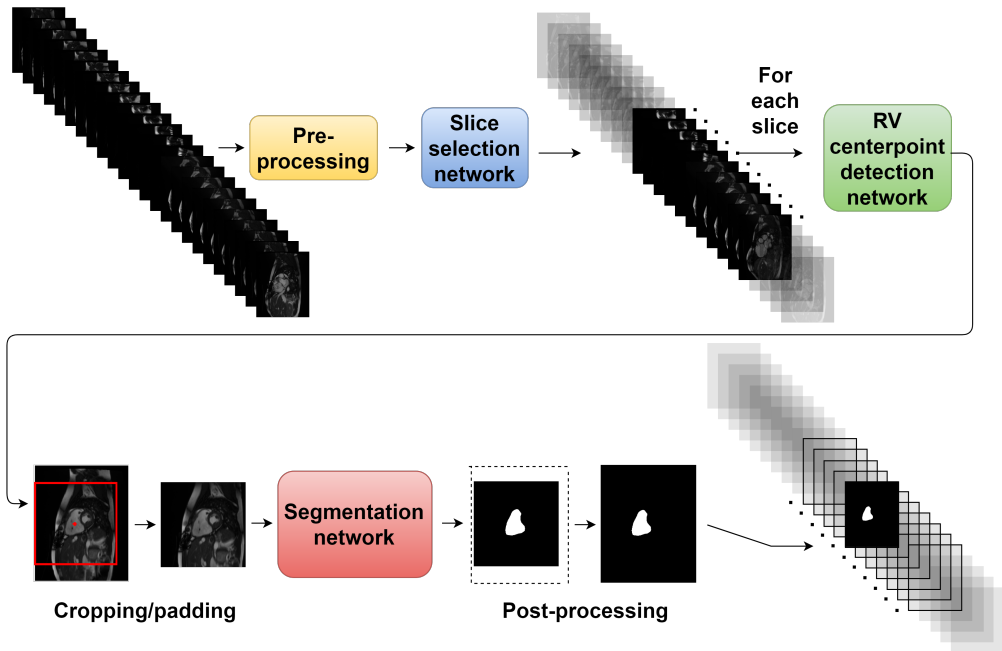 Pre-
processing
Slice
selection
network
For
each
slice
RV
centerpoint
detection
network
Segmentation
network
Cropping/padding
Post-processing